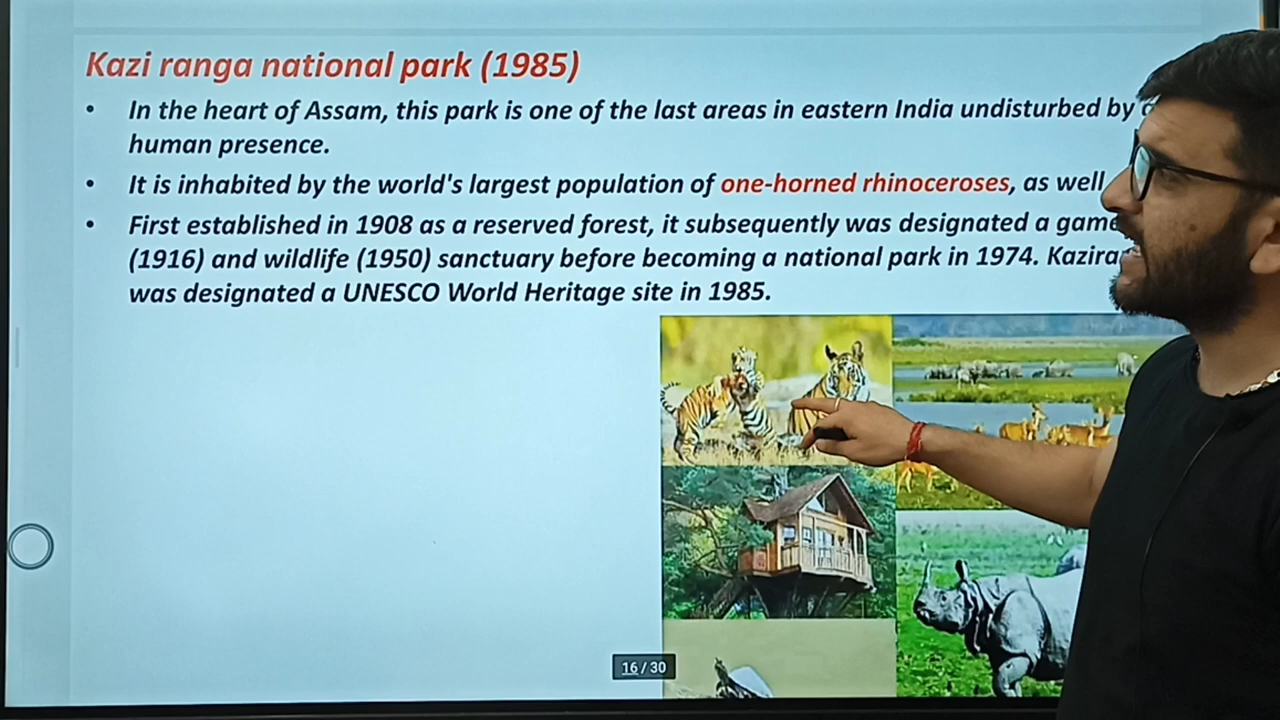 Kazi ranga national park (1985)
• In the heart of Assam, this park is one of the last areas in eastern India undisturbed by
human presence.
• It is inhabited by the world's largest population of one-horned rhinoceroses, as well
• First established in 1908 as a reserved forest, it subsequently was designated a game
(1916) and wildlife (1950) sanctuary before becoming a national park in 1974.
was designated a UNESCO World Heritage site in 1985.
16 / 30